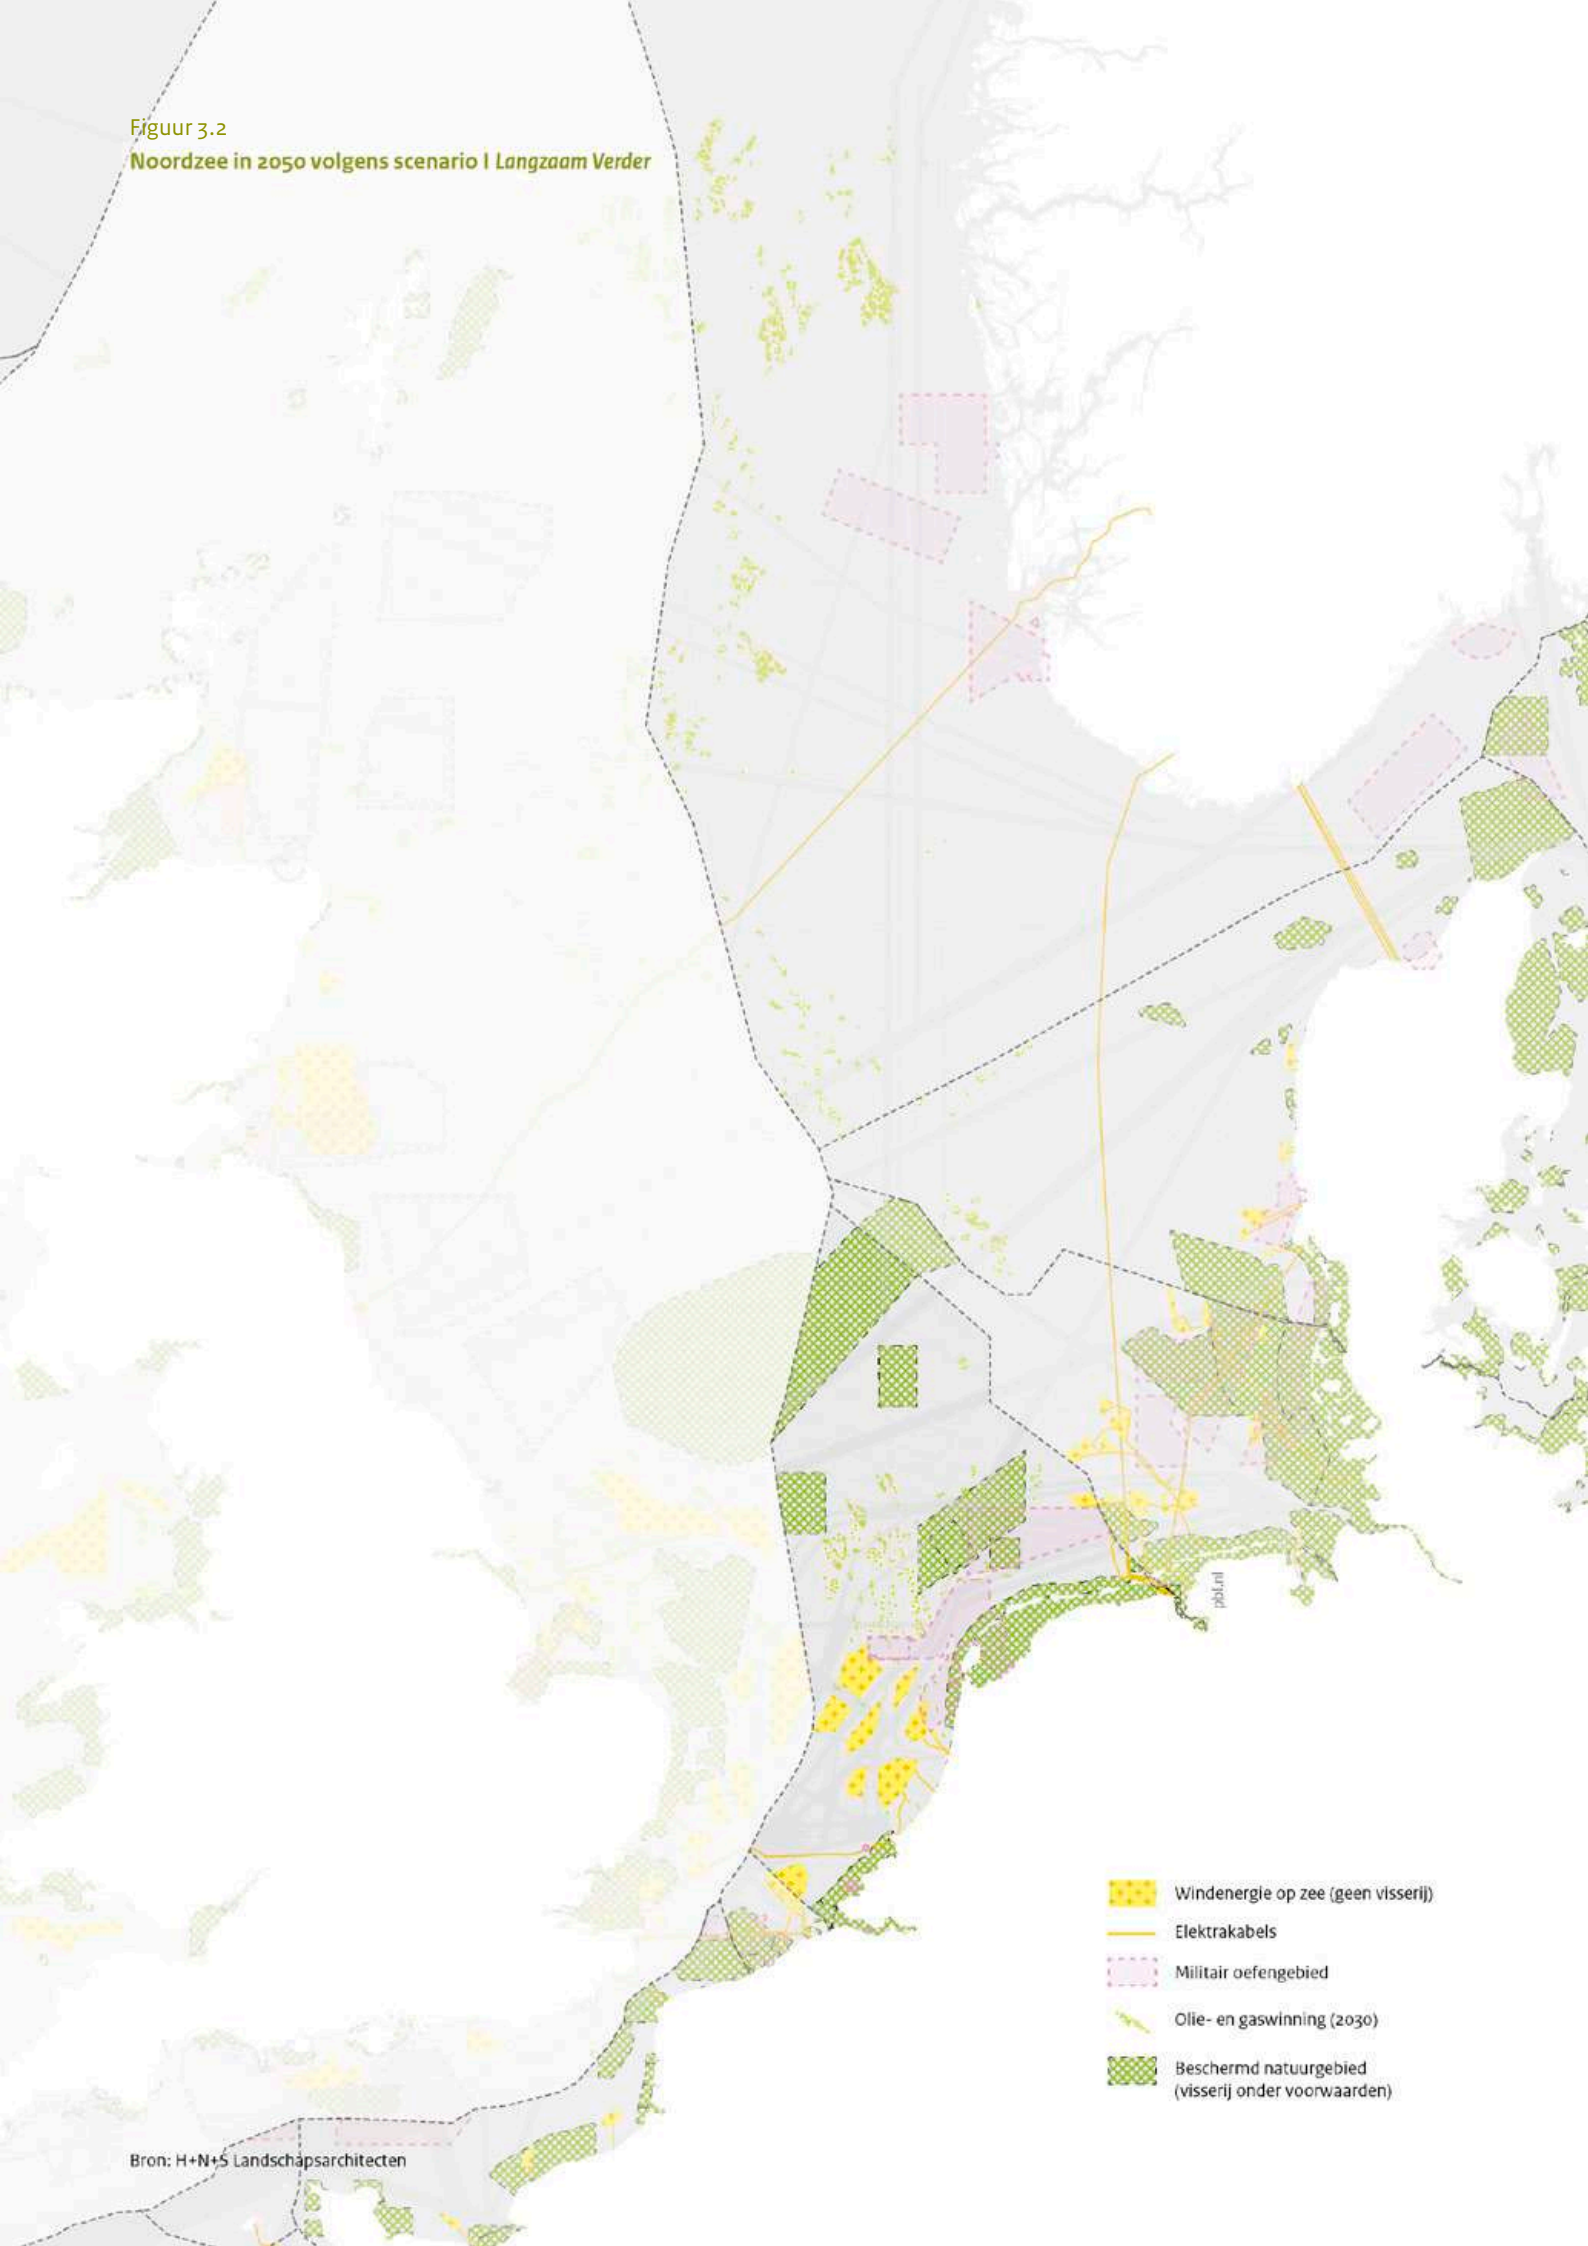 Figuur 3.2
Noordzee in 2050 volgens scenario I Langzaam Verder
pbl.nl
Windenergie op zee (geen visserij)
Elektrakabels
Militair oefengebied
Olie- en gaswinning (2030)
Beschermd natuurgebied
(visserij onder voorwaarden)
Bron: H+N+S Landschapsarchitecten